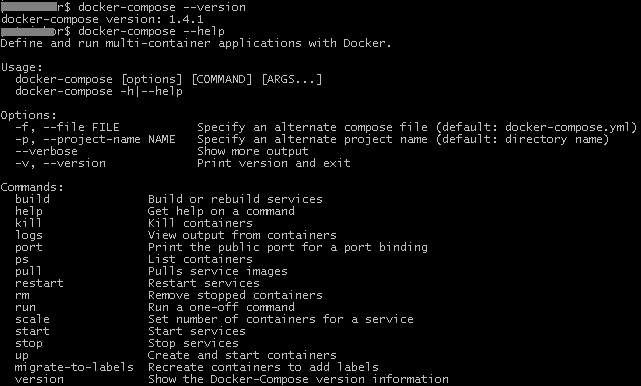 r$ docker-compose --version
docker-compose version: 1.4.1
r$ docker-compose --help
Define and run multi-container applications with Docker.
Usage:
docker-compose [options] [COMMAND] [ARGS...]
docker-compose -h|--help
Options:
-f, --file FILE Specify an alternate compose file (default: docker-compose.yml)
-p, --project-name NAME Specify an alternate project name (default: directory name)
--verbose Show more output
-v, --version Print version and exit
Commands:
build Build or rebuild services
help Get help on a command
kill Kill containers
logs View output from containers
port Print the public port for a port binding
ps List containers
pull Pulls service images
restart Restart services
rm Remove stopped containers
run Run a one-off command
scale Set number of containers for a service
start Start services
stop Stop services
up Create and start containers
migrate-to-labels Recreate containers to add labels
version Show the Docker-Compose version information